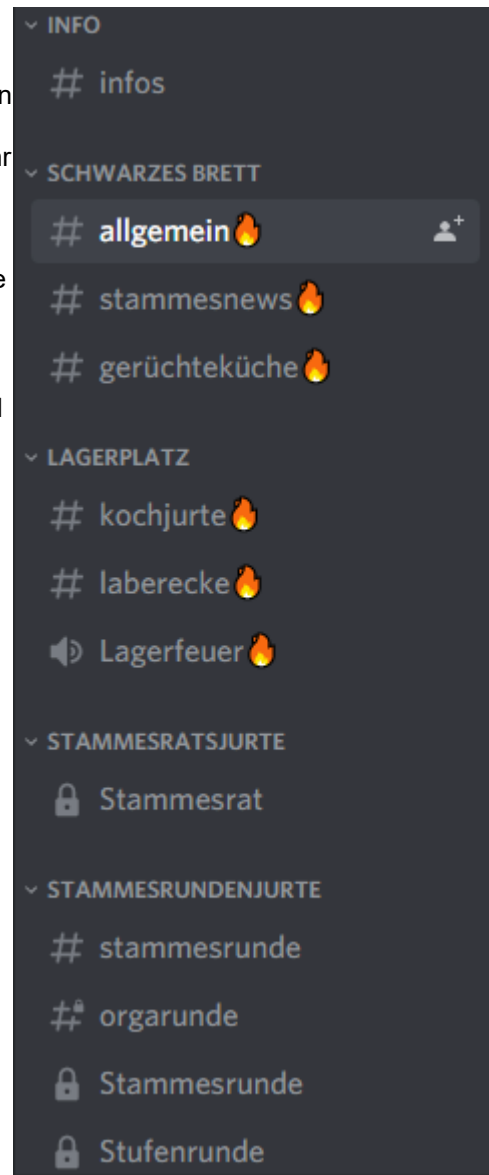 INFO
# infos
SCHWARZES BRETT
# allgemein🔥
# stammesnews🔥
# gerüchteküche🔥
LAGERPLATZ
# kochjurte🔥
# laberecke🔥
Lagerfeuer🔥
STAMMESRATSJURTE
Stammesrat
STAMMESRUNDENJURTE
# stammesrunde
# orgarunde
Stammesrunde
Stufenrunde